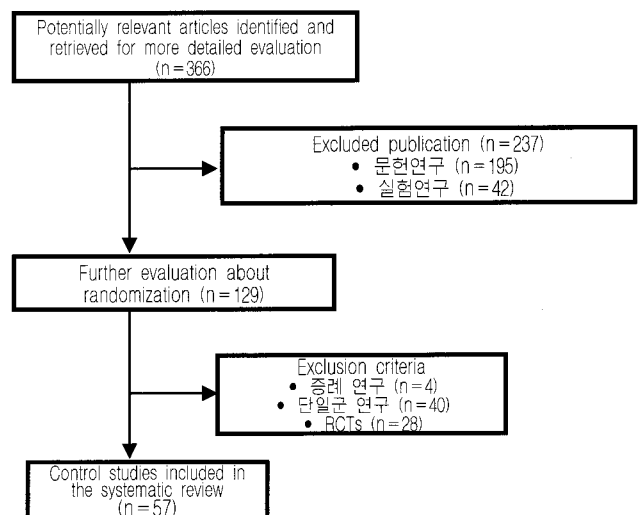 Potentially relevant articles identified and
retrieved for more detailed evaluation
(n=366)
Excluded publication (n=237)
• 문헌연구 (n=195)
• 실험연구 (n=42)
Further evaluation about
randomization (n=129)
Exclusion criteria
• 증례 연구 (n=4)
• 단일군 연구 (n=40)
• RCTs (n=28)
Control studies included in
the systematic review
(n=57)